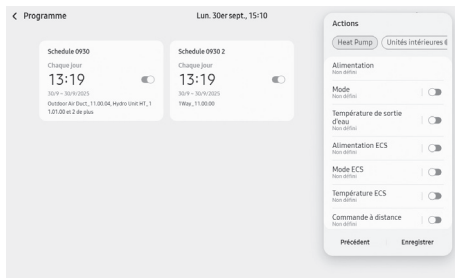 Programme
Lun. 30er sept., 15:10
Schedule 0930
Chaque jour
13:19
30/9 ~ 30/9/2025
Outdoor Air Duct_11.00.04, Hydro Unit HT_1
1.01.00 et 2 de plus
Schedule 0930 2
Chaque jour
13:19
30/9 ~ 30/9/2025
1Way_11.00.00
Actions
Heat Pump
Unités intérieures
Alimentation
Non défini
Mode
Non défini
Température de sortie
d'eau
Non défini
Alimentation ECS
Non défini
Mode ECS
Non défini
Température ECS
Non défini
Commande à distance
Non défini
Précédent
Enregistrer